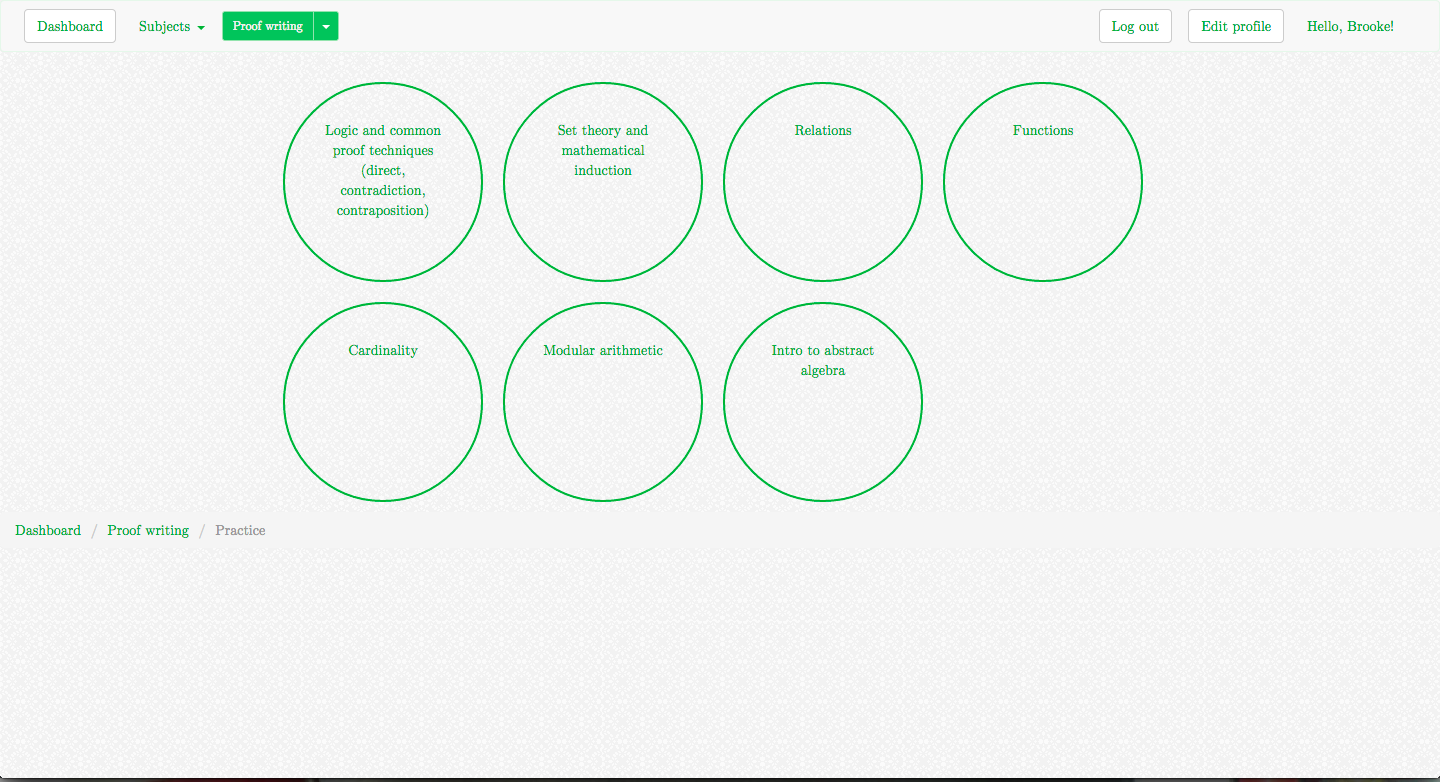 Dashboard Subjects Proof writing Log out Edit profile Hello, Brooke!
Logic and common
proof techniques
(direct,
contradiction,
contraposition)
Set theory and
mathematical
induction
Relations
Functions
Cardinality
Modular arithmetic
Intro to abstract
algebra
Dashboard / Proof writing / Practice